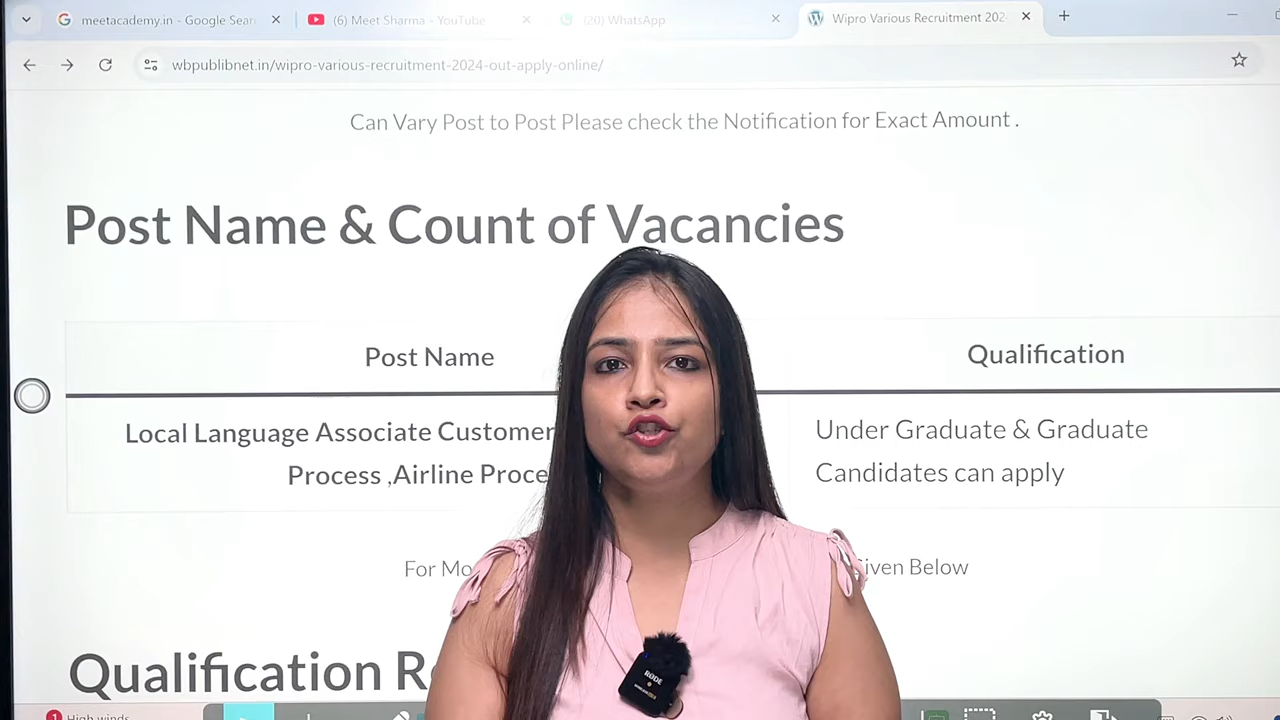 meetacademy.in - Google Sear
(6) Meet Sharma - YouTube
(20) WhatsApp
Wipro Various Recruitment 202
wbpublibnet.in/wipro-various-recruitment-2024-out-apply-online/
Can Vary Post to Post Please check the Notification for Exact Amount .
Post Name & Count of Vacancies
Post Name
Qualification
Local Language Associate Customer
Process ,Airline Proce
Under Graduate & Graduate
Candidates can apply
For Mo
Given Below
Qualification R
RODE
1
High winds